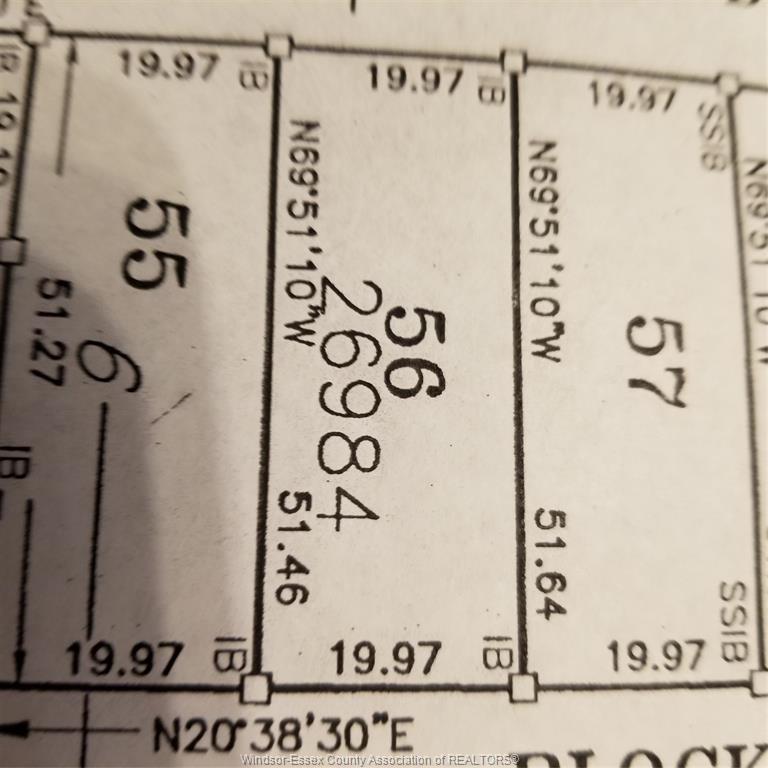 19.97
IB
19.97
IB
19.97
SSIB
N69°51'10"W
N69°51'10"W
55
51.27
6
56
26984
57
51.46
51.64
IB
19.97
IB
19.97
IB
19.97
SSIB
N20°38'30"E
BLOCK
Windsor-Essex County Association of REALTORS®